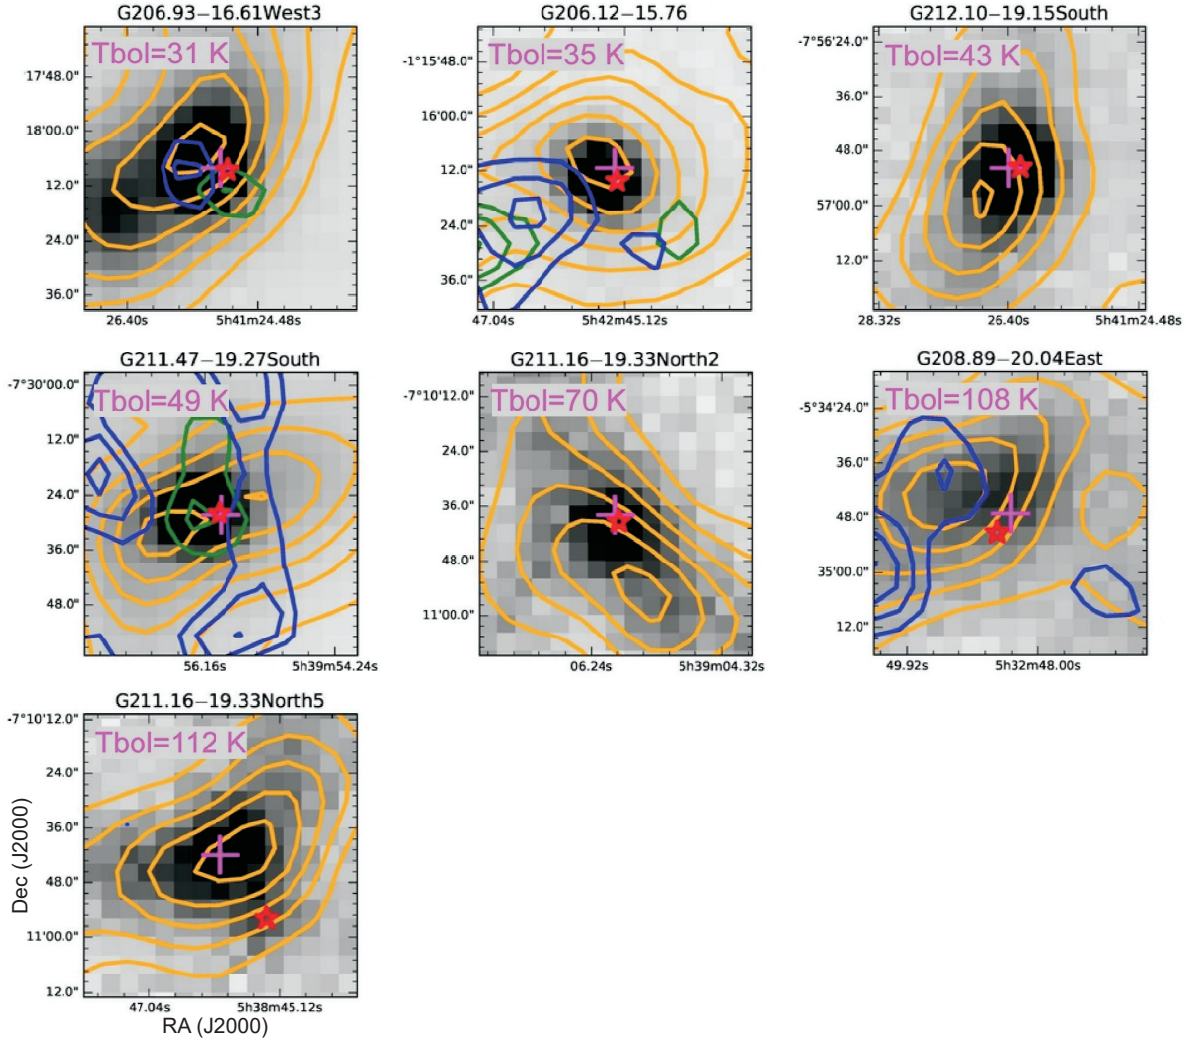 G206.93−16.61West3
Tbol=31 K
17'48.0"
18'00.0"
12.0"
24.0"
36.0"
26.40s
5h41m24.48s
G206.12−15.76
Tbol=35 K
-1°15'48.0"
16'00.0"
12.0"
24.0"
36.0"
47.04s
5h42m45.12s
G212.10−19.15South
Tbol=43 K
-7°56'24.0"
36.0"
48.0"
57'00.0"
12.0"
28.32s
26.40s
5h41m24.48s
G211.47−19.27South
Tbol=49 K
-7°30'00.0"
12.0"
24.0"
36.0"
48.0"
56.16s
5h39m54.24s
G211.16−19.33North2
Tbol=70 K
-7°10'12.0"
24.0"
36.0"
48.0"
11'00.0"
06.24s
5h39m04.32s
G208.89−20.04East
Tbol=108 K
-5°34'24.0"
36.0"
48.0"
35'00.0"
12.0"
49.92s
5h32m48.00s
G211.16−19.33North5
Tbol=112 K
-7°10'12.0"
24.0"
36.0"
48.0"
11'00.0"
12.0"
47.04s
5h38m45.12s
Dec (J2000)
RA (J2000)